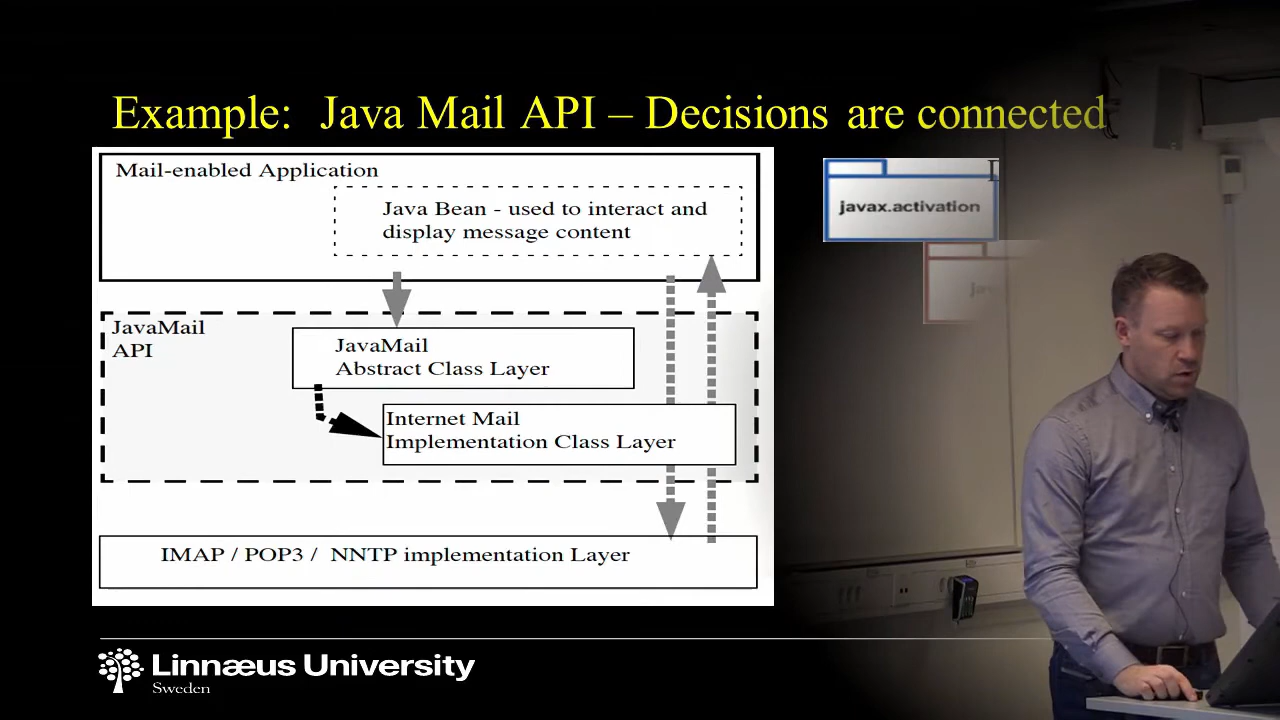 Example: Java Mail API – Decisions are connected
Mail-enabled Application
Java Bean - used to interact and
display message content
javax.activation
JavaMail
API
JavaMail
Abstract Class Layer
Internet Mail
Implementation Class Layer
IMAP / POP3 / NNTP implementation Layer
Linnæus University
Sweden